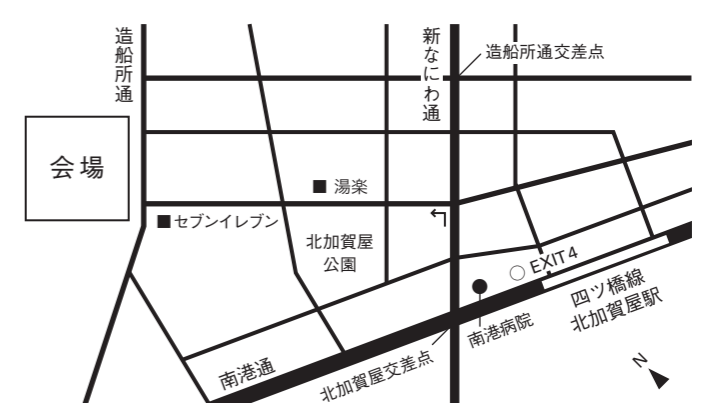 造船所通
新なにわ通
造船所通交差点
会場
■ 湯楽
■セブンイレブン
北加賀屋
公園
EXIT4
四ツ橋線
北加賀屋駅
南港病院
北加賀屋交差点
南港通
N